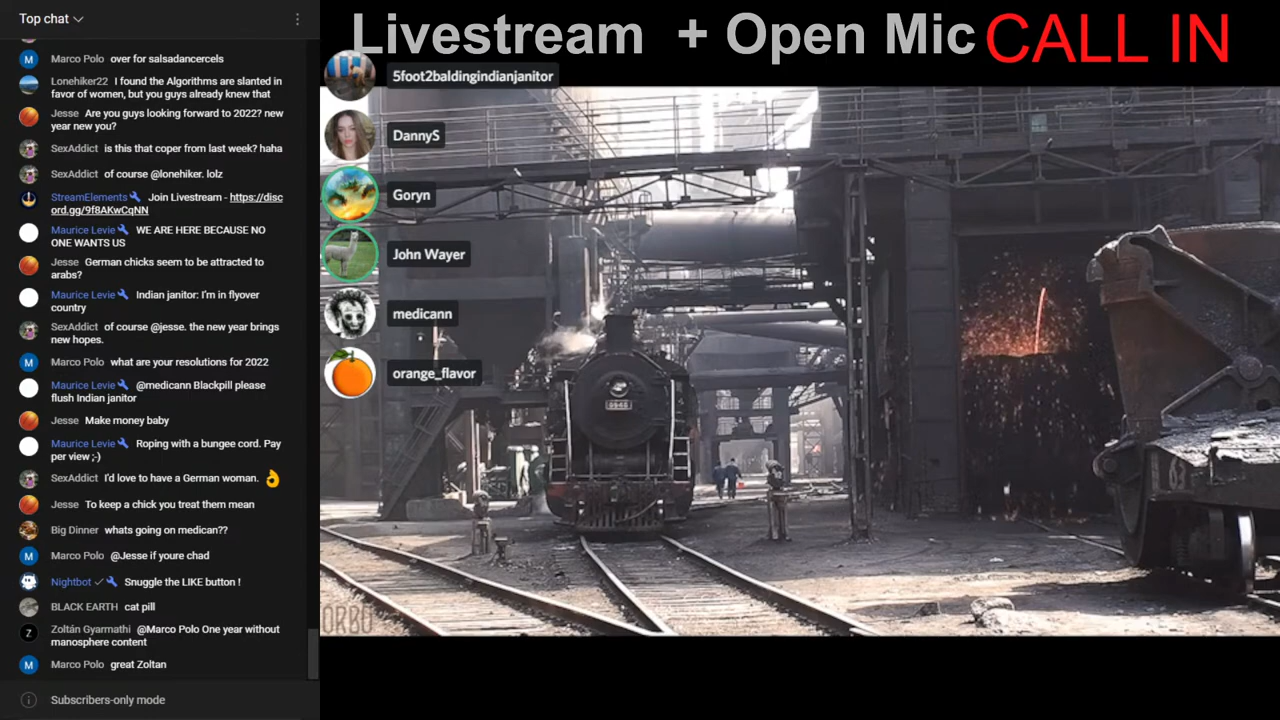 Top chat
Marco Polo over for salsadancercels
Lonehiker22 I found the Algorithms are slanted in
favor of women, but you guys already knew that
Jesse Are you guys looking forward to 2022? new
year new you?
SexAddict is this that coper from last week? haha
SexAddict of course @lonehiker. lolz
StreamElements Join Livestream - https://disc
ord.gg/9f8AKwCqNN
Maurice Levie WE ARE HERE BECAUSE NO
ONE WANTS US
Jesse German chicks seem to be attracted to
arabs?
Maurice Levie Indian janitor: I'm in flyover
country
SexAddict of course @jesse. the new year brings
new hopes.
Marco Polo what are your resolutions for 2022
Maurice Levie @medicann Blackpill please
flush Indian janitor
Jesse Make money baby
Maurice Levie Roping with a bungee cord. Pay
per view ;-)
SexAddict I'd love to have a German woman. 👌
Jesse To keep a chick you treat them mean
Big Dinner whats going on medican??
Marco Polo @Jesse if youre chad
Nightbot Snuggle the LIKE button !
BLACK EARTH cat pill
Zoltán Gyarmathi @Marco Polo One year without
manosphere content
Marco Polo great Zoltan
Subscribers-only mode
Livestream + Open Mic CALL IN
5foot2baldingindianjanitor
DannyS
Goryn
John Wayer
medicann
orange_flavor